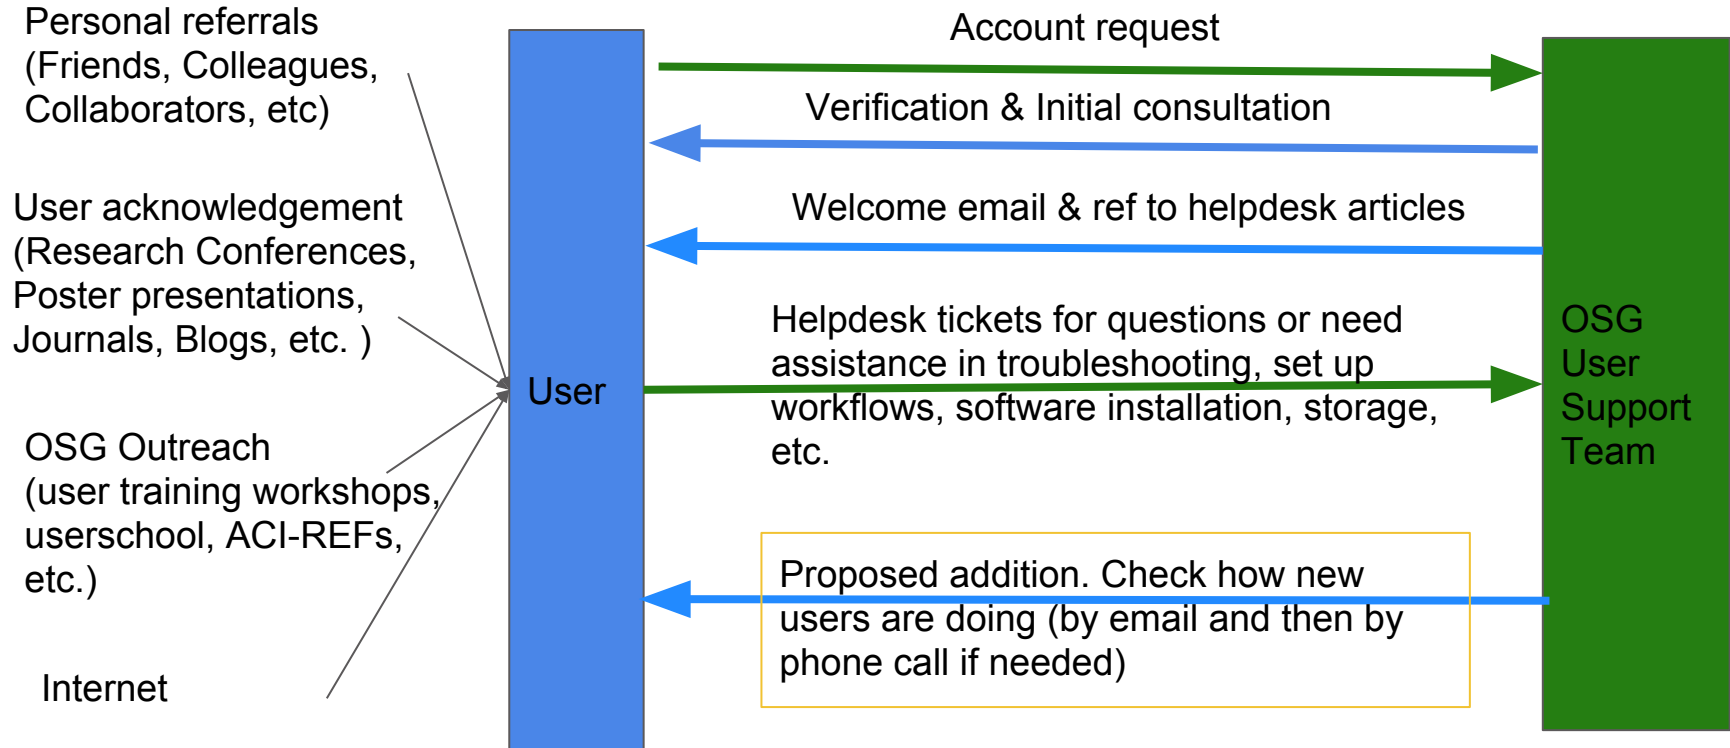 Personal referrals
(Friends, Colleagues,
Collaborators, etc)
User acknowledgement
(Research Conferences,
Poster presentations,
Journals, Blogs, etc. )
OSG Outreach
(user training workshops,
userschool, ACI-REFs,
etc.)
Internet
User
Account request
Verification & Initial consultation
Welcome email & ref to helpdesk articles
Helpdesk tickets for questions or need
assistance in troubleshooting, set up
workflows, software installation, storage,
etc.
Proposed addition. Check how new
users are doing (by email and then by
phone call if needed)
OSG
User
Support
Team